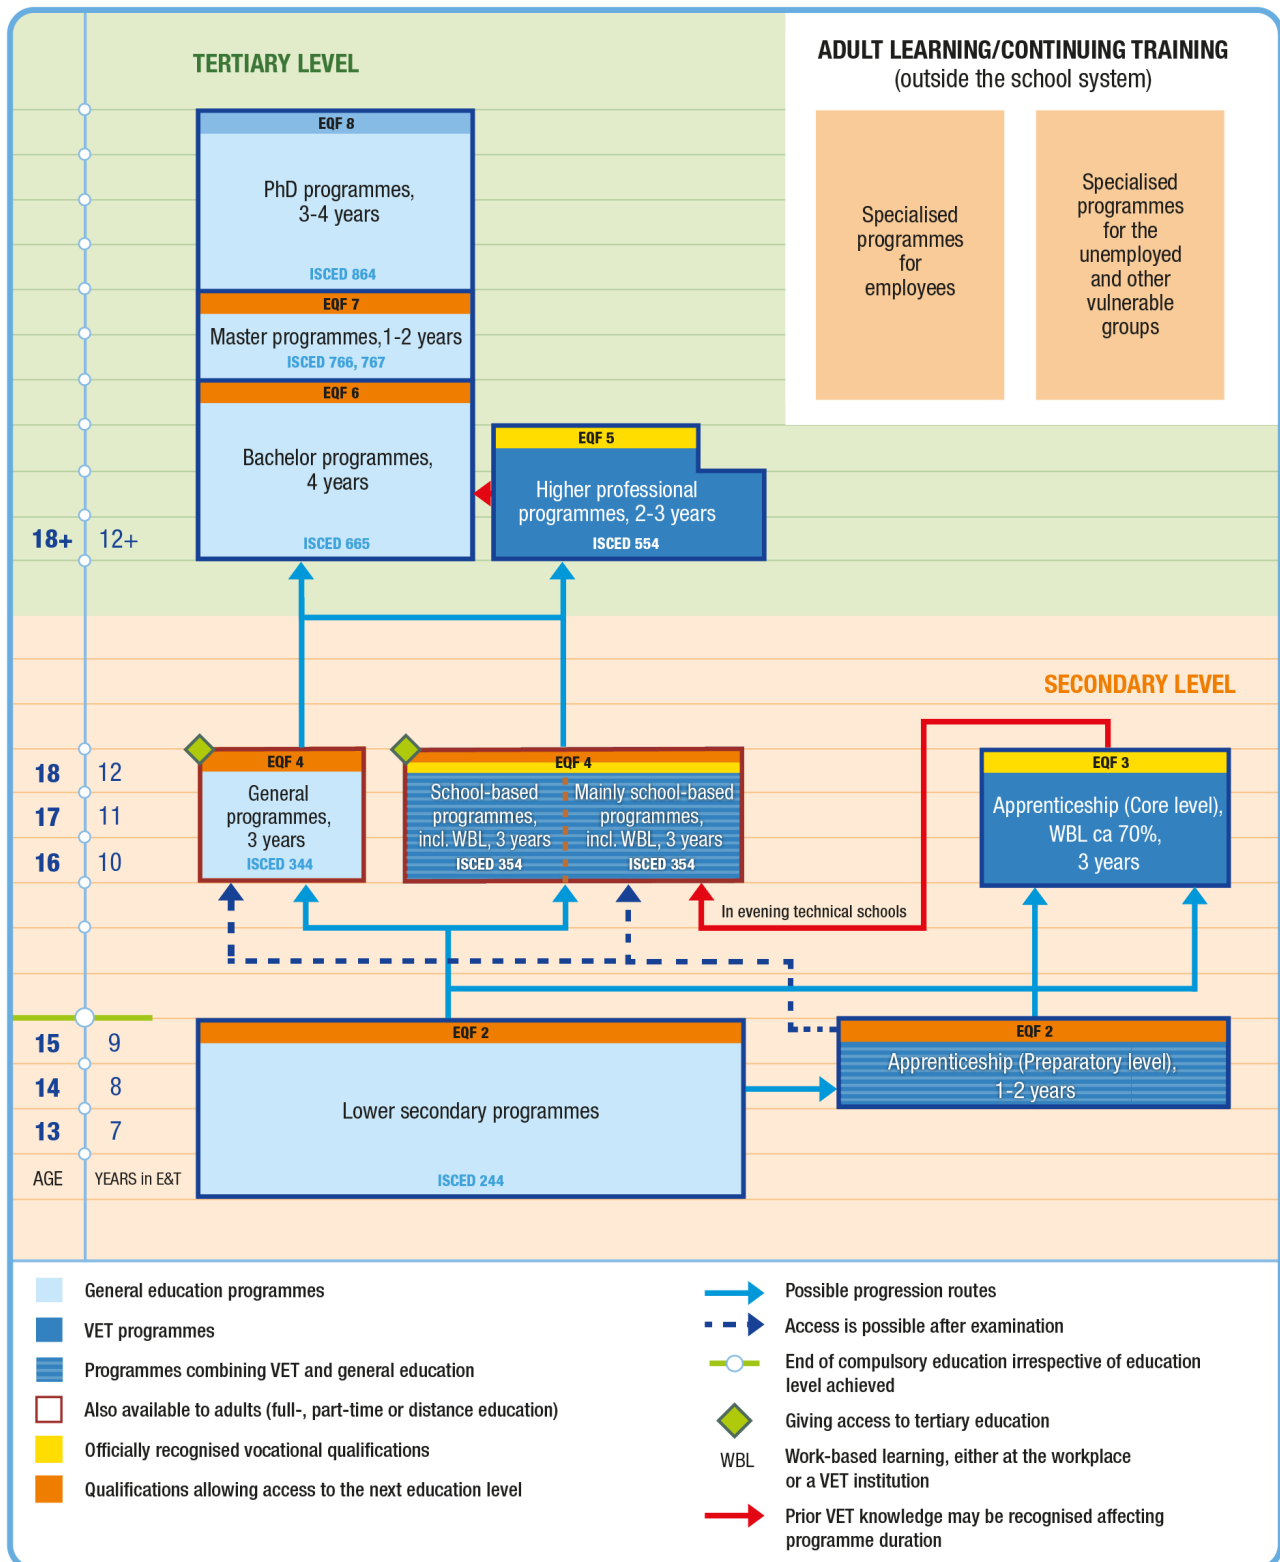 TERTIARY LEVEL
ADULT LEARNING/CONTINUING TRAINING
(outside the school system)
Specialised
programmes
for
employees
Specialised
programmes
for the
unemployed
and other
vulnerable
groups
EQF 8
PhD programmes,
3-4 years
ISCED 864
EQF 7
Master programmes,1-2 years
ISCED 766, 767
EQF 6
Bachelor programmes,
4 years
ISCED 665
EQF 5
Higher professional
programmes, 2-3 years
ISCED 554
18+ 12+
SECONDARY LEVEL
18 12
17 11
16 10
EQF 4
General
programmes,
3 years
ISCED 344
EQF 4
School-based
programmes,
incl. WBL, 3 years
ISCED 354
Mainly school-based
programmes,
incl. WBL, 3 years
ISCED 354
EQF 3
Apprenticeship (Core level),
WBL ca 70%,
3 years
In evening technical schools
15 9
14 8
13 7
AGE YEARS in E&T
EQF 2
Lower secondary programmes
ISCED 244
EQF 2
Apprenticeship (Preparatory level),
1-2 years
General education programmes
VET programmes
Programmes combining VET and general education
Also available to adults (full-, part-time or distance education)
Officially recognised vocational qualifications
Qualifications allowing access to the next education level
Possible progression routes
Access is possible after examination
End of compulsory education irrespective of education
level achieved
Giving access to tertiary education
WBL Work-based learning, either at the workplace
or a VET institution
Prior VET knowledge may be recognised affecting
programme duration